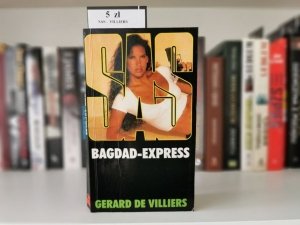 5 zł
SAS - VILLIERS
SAS
BAGDAD-EXPRESS
GERARD DE VILLIERS